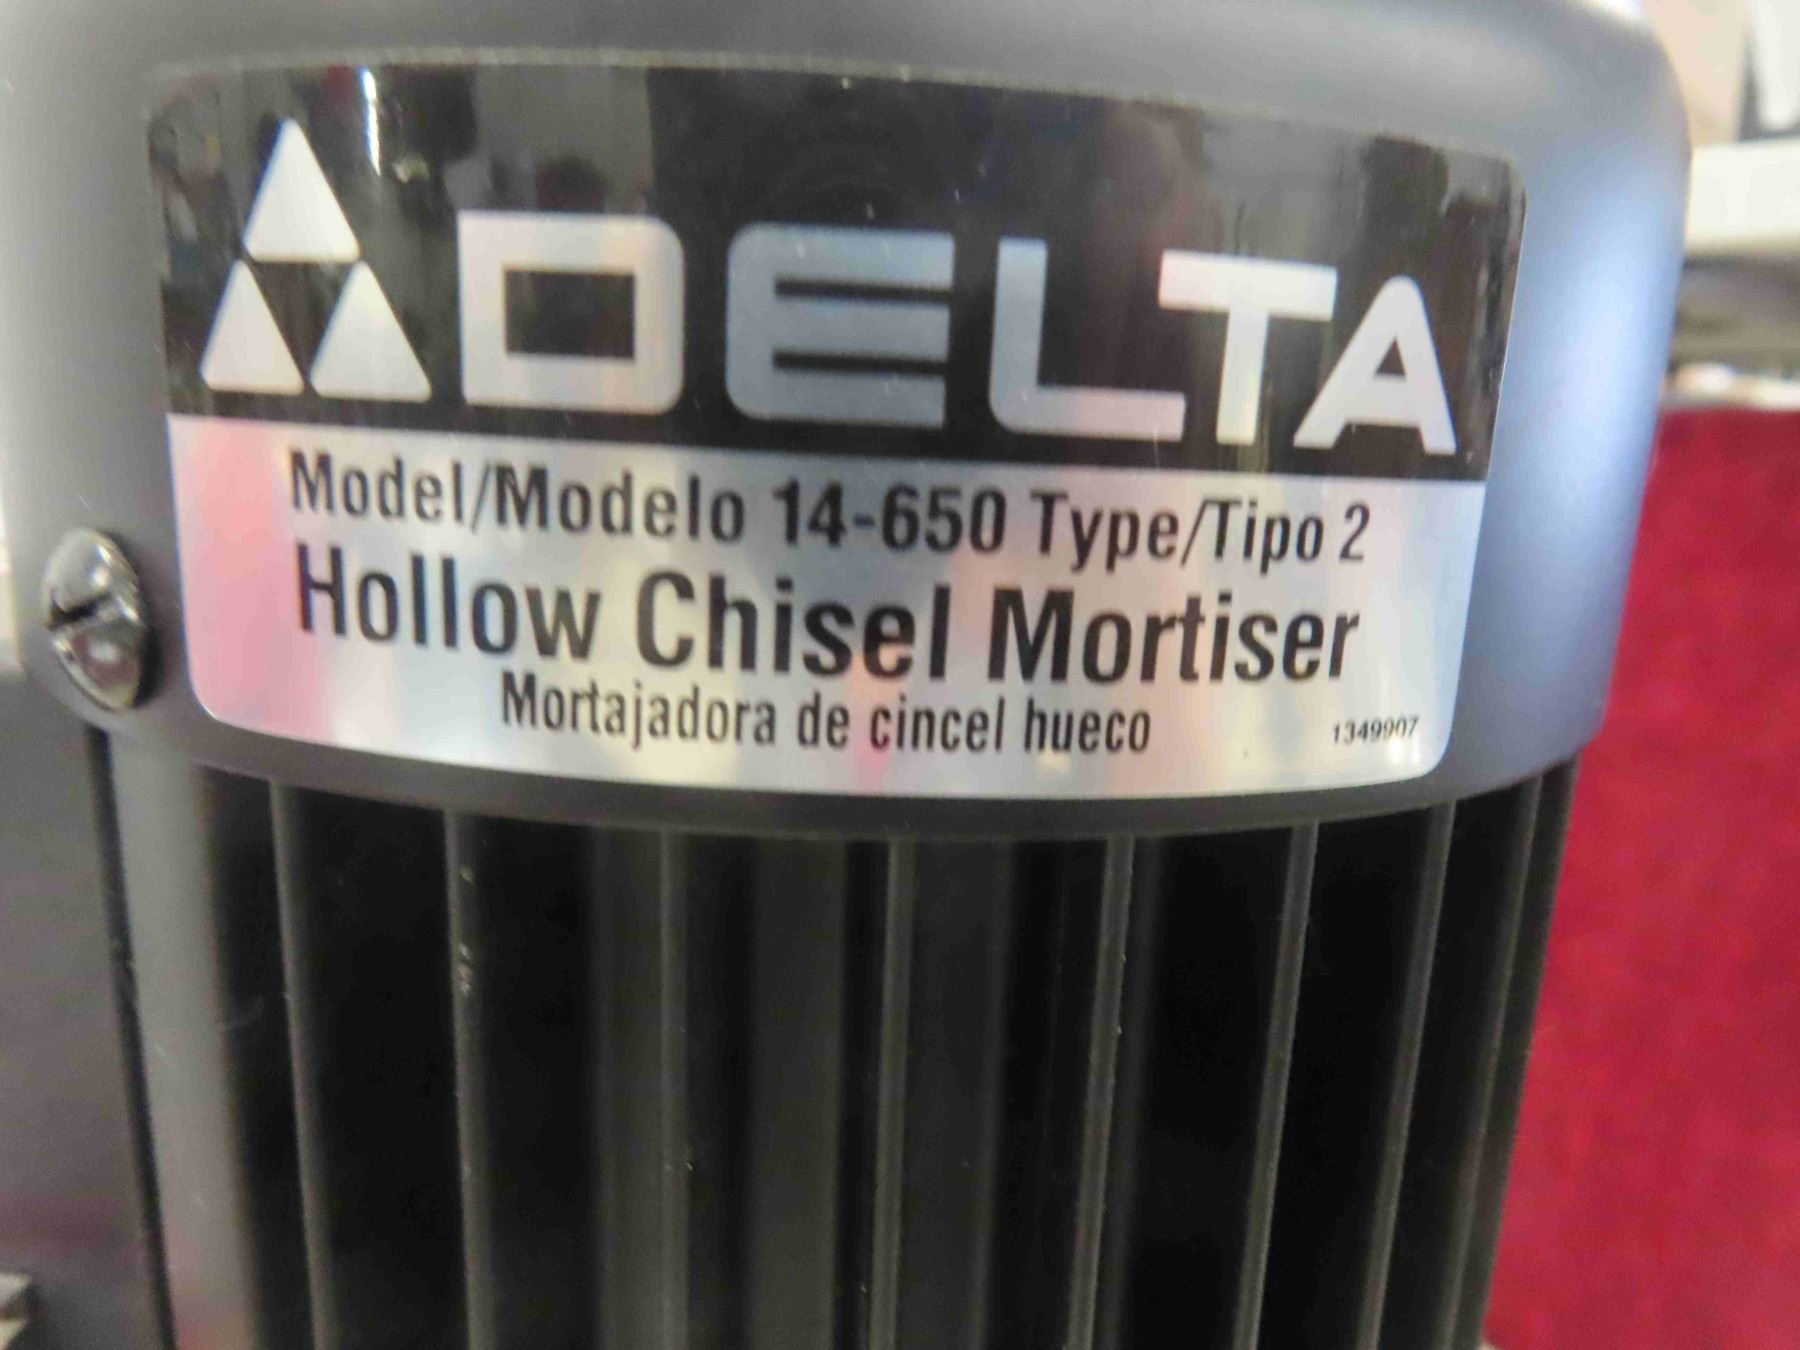 DELTA
Model/Modelo 14-650 Type/Tipo 2
Hollow Chisel Mortiser
Mortajadora de cincel hueco
1349907